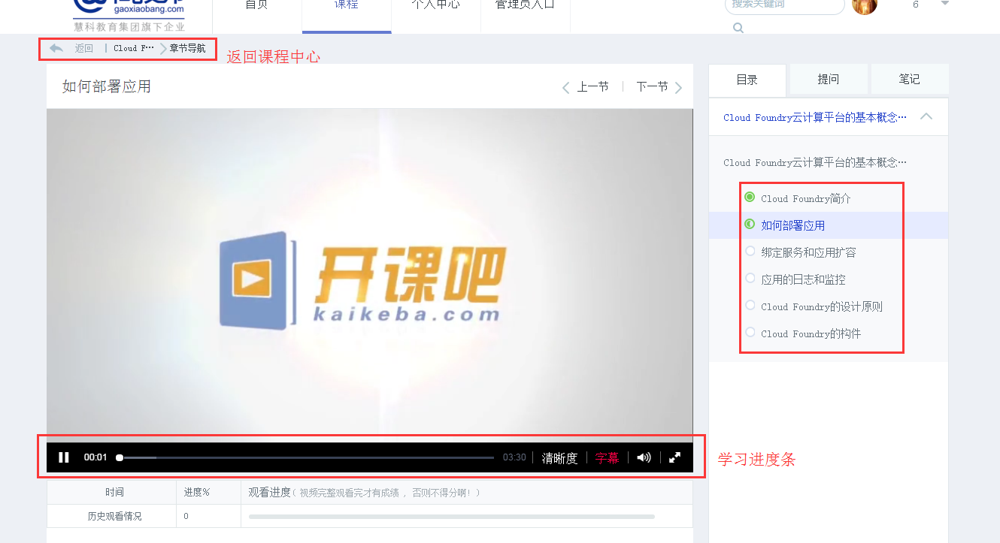 gaoxiaobang.com
慧科教育集团旗下企业
首页
课程
个人中心
管理员入口
搜索关键词
6
返回 | Cloud F… 章节导航
返回课程中心
如何部署应用
上一节 | 下一节
目录
提问
笔记
Cloud Foundry云计算平台的基本概念…
Cloud Foundry云计算平台的基本概念…
Cloud Foundry简介
如何部署应用
绑定服务和应用扩容
应用的日志和监控
Cloud Foundry的设计原则
Cloud Foundry的构件
开课吧
kaikeba.com
00:01
03:30
清晰度
字幕
学习进度条
时间 进度% 观看进度( 视频完整观看完才有成绩 , 否则不得分啊! )
历史观看情况 0